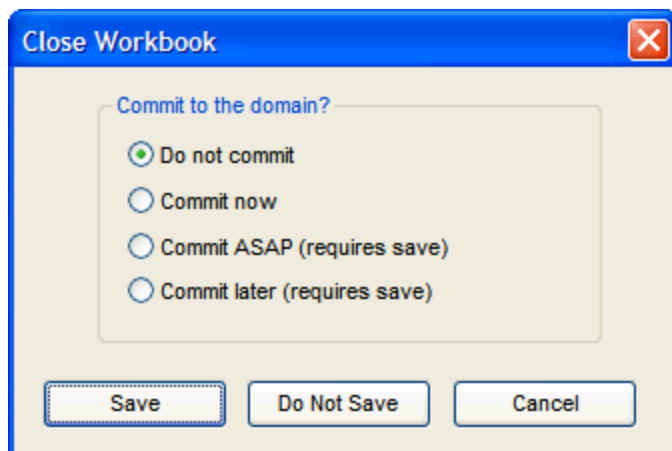 Close Workbook
Commit to the domain?
Do not commit
Commit now
Commit ASAP (requires save)
Commit later (requires save)
Save Do Not Save Cancel